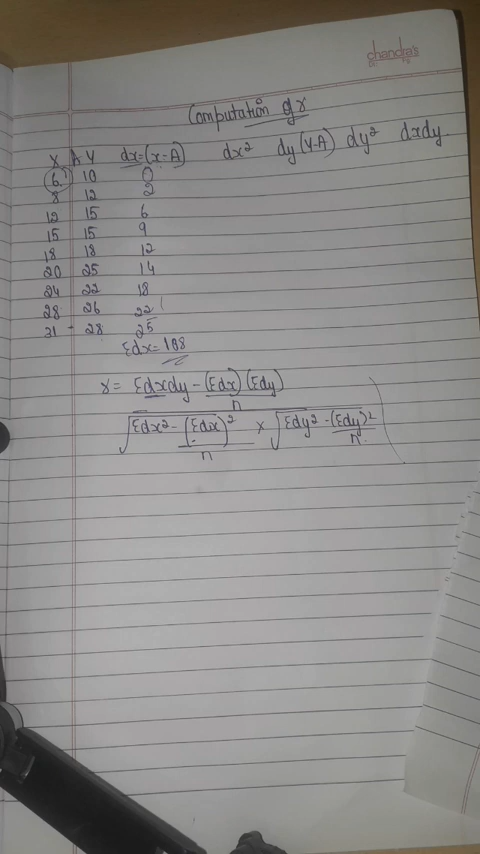 chandra's
Computation of r
X A Y dx=(x-A) dx² dy(Y-A) dy² dxdy
6 10 0
8 12 2
12 15 6
15 15 9
18 18 12
20 25 14
24 22 18
28 26 22
31 28 25
Σdx=108
r = Σdxdy - (Σdx)(Σdy)
n
√Σdx² - (Σdx)² × √Σdy² - (Σdy)²
n n